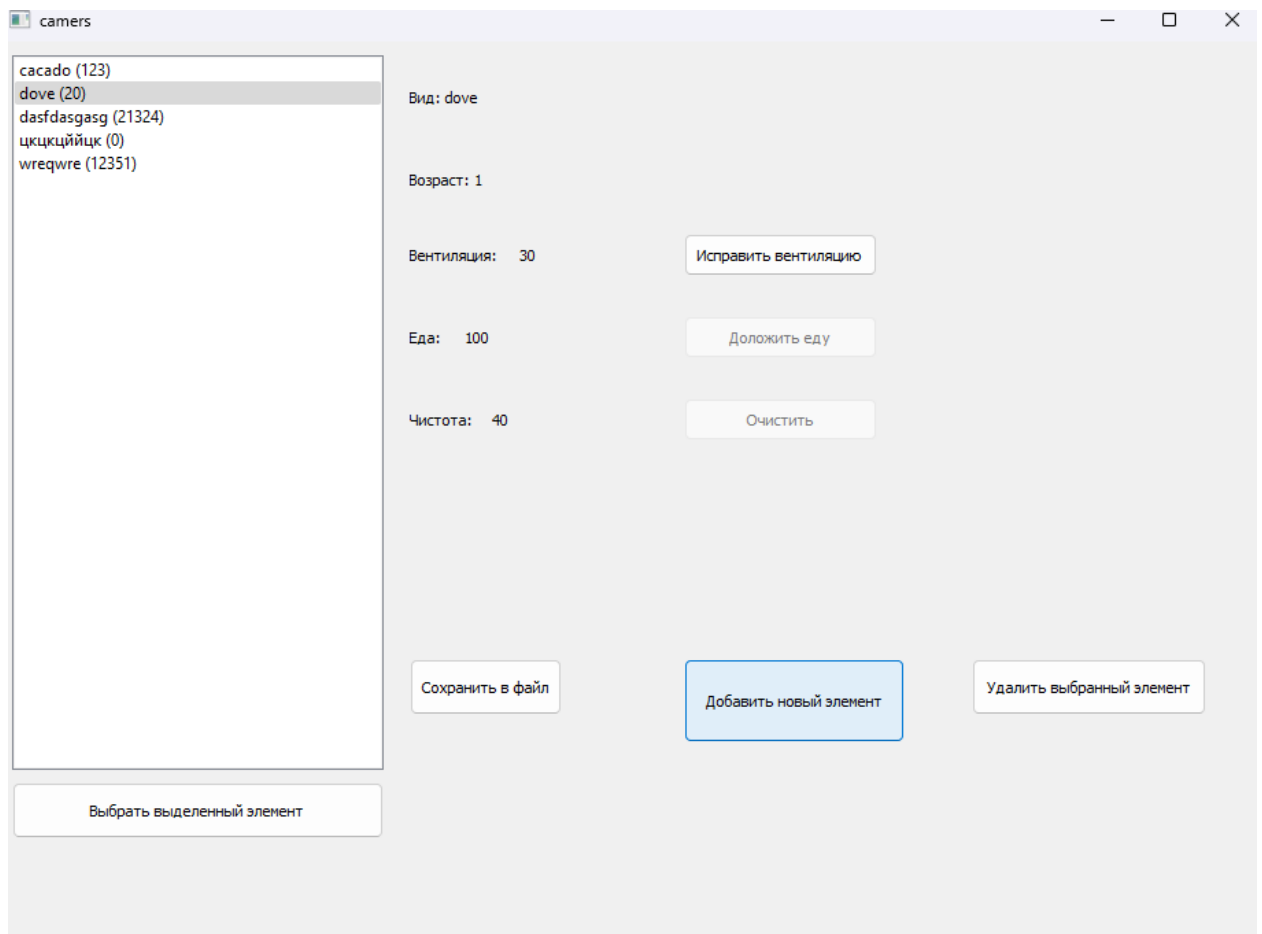 camers
cacado (123)
dove (20)
dasfdasgasg (21324)
цкцкцййцк (0)
wreqwre (12351)
Выбрать выделенный элемент
Вид: dove
Возраст: 1
Вентиляция: 30 Исправить вентиляцию
Еда: 100 Доложить еду
Чистота: 40 Очистить
Сохранить в файл Добавить новый элемент Удалить выбранный элемент